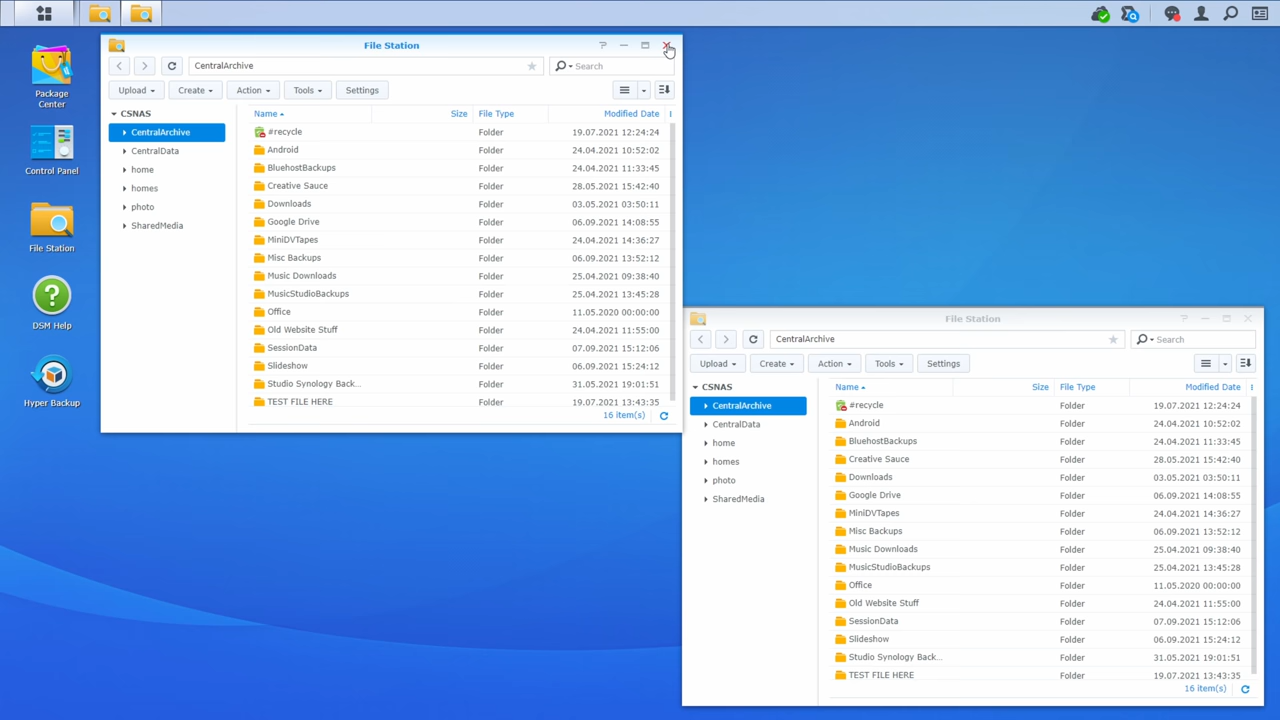 Package
Center
Control Panel
File Station
DSM Help
Hyper Backup
File Station
CentralArchive
Search
Upload Create Action Tools Settings
CSNAS
CentralArchive
CentralData
home
homes
photo
SharedMedia
Name Size File Type Modified Date
#recycle Folder 19.07.2021 12:24:24
Android Folder 24.04.2021 10:52:02
BluehostBackups Folder 24.04.2021 11:33:45
Creative Sauce Folder 28.05.2021 15:42:40
Downloads Folder 03.05.2021 03:50:11
Google Drive Folder 06.09.2021 14:08:55
MiniDVTapes Folder 24.04.2021 14:36:27
Misc Backups Folder 06.09.2021 13:52:12
Music Downloads Folder 25.04.2021 09:38:40
MusicStudioBackups Folder 25.04.2021 13:45:28
Office Folder 11.05.2020 00:00:00
Old Website Stuff Folder 24.04.2021 11:55:00
SessionData Folder 07.09.2021 15:12:06
Slideshow Folder 06.09.2021 15:24:12
Studio Synology Back... Folder 31.05.2021 19:01:51
TEST FILE HERE Folder 19.07.2021 13:43:35
16 item(s)
File Station
CentralArchive
Search
Upload Create Action Tools Settings
CSNAS
CentralArchive
CentralData
home
homes
photo
SharedMedia
Name Size File Type Modified Date
#recycle Folder 19.07.2021 12:24:24
Android Folder 24.04.2021 10:52:02
BluehostBackups Folder 24.04.2021 11:33:45
Creative Sauce Folder 28.05.2021 15:42:40
Downloads Folder 03.05.2021 03:50:11
Google Drive Folder 06.09.2021 14:08:55
MiniDVTapes Folder 24.04.2021 14:36:27
Misc Backups Folder 06.09.2021 13:52:12
Music Downloads Folder 25.04.2021 09:38:40
MusicStudioBackups Folder 25.04.2021 13:45:28
Office Folder 11.05.2020 00:00:00
Old Website Stuff Folder 24.04.2021 11:55:00
SessionData Folder 07.09.2021 15:12:06
Slideshow Folder 06.09.2021 15:24:12
Studio Synology Back... Folder 31.05.2021 19:01:51
TEST FILE HERE Folder 19.07.2021 13:43:35
16 item(s)